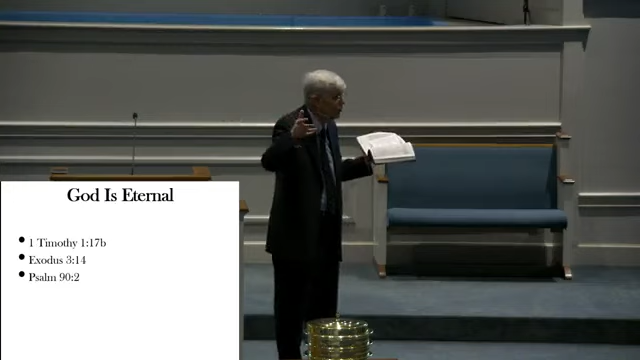 God Is Eternal
• 1 Timothy 1:17b
• Exodus 3:14
• Psalm 90:2